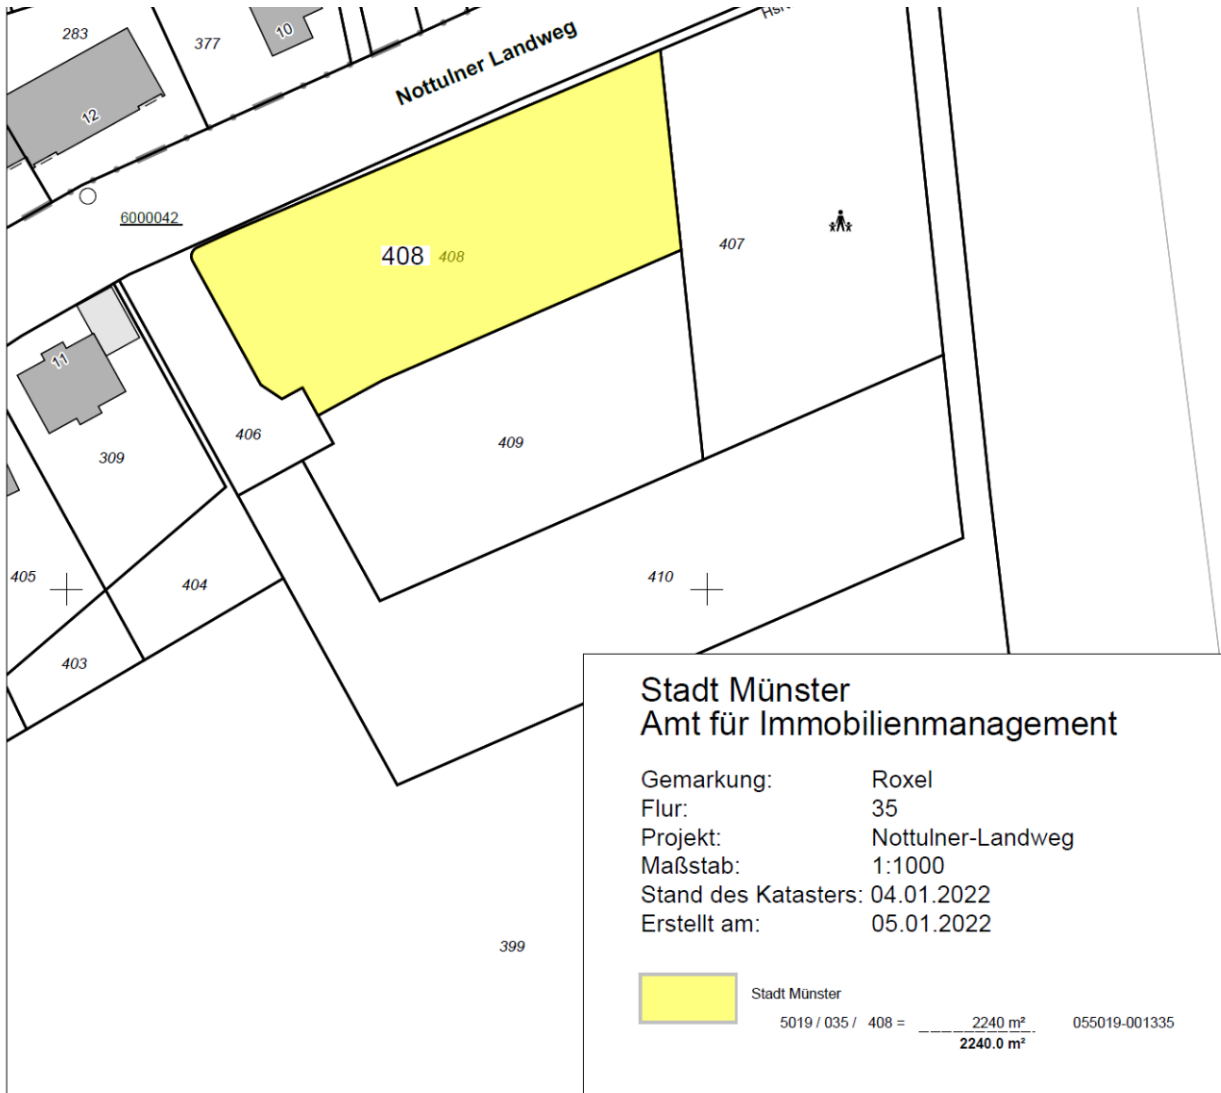 283
377
10
12
Nottulner Landweg
6000042
408 408
407
11
406
409
309
405
404
410
403
399
Stadt Münster
Amt für Immobilienmanagement
Gemarkung: Roxel
Flur: 35
Projekt: Nottulner-Landweg
Maßstab: 1:1000
Stand des Katasters: 04.01.2022
Erstellt am: 05.01.2022
Stadt Münster
5019 / 035 / 408 = 2240 m² 055019-001335
2240.0 m²